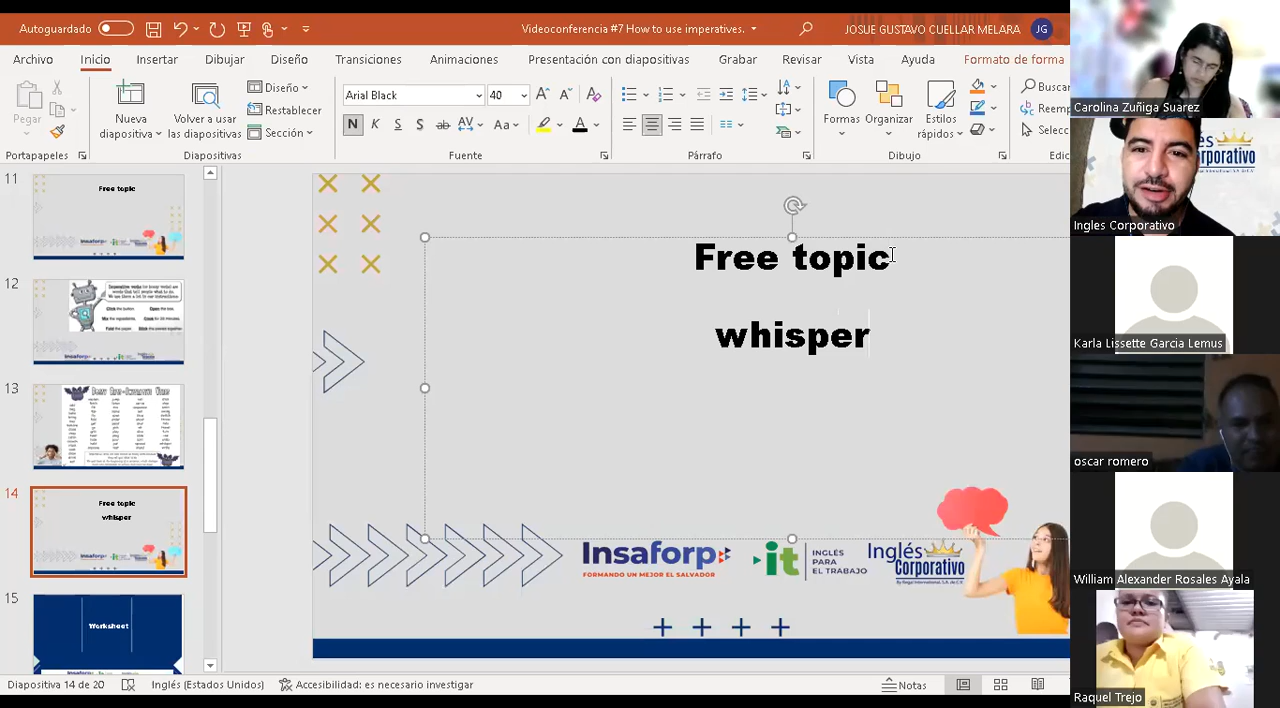 Autoguardado
Videoconferencia #7 How to use imperatives.
JOSUE GUSTAVO CUELLAR MELARA
JG
Archivo
Inicio
Insertar
Dibujar
Diseño
Transiciones
Animaciones
Presentación con diapositivas
Grabar
Revisar
Vista
Ayuda
Formato de forma
Pegar
Nueva
diapositiva
Volver a usar
las diapositivas
Diseño
Restablecer
Sección
Arial Black
40
Formas
Organizar
Estilos
rápidos
Buscar
Reemp
Selecc
Portapapeles
Diapositivas
Fuente
Párrafo
Dibujo
Edic
11
Free topic
12
13
14
Free topic
whisper
15
Worksheet
Free topic
whisper
Insaforp
FORMANDO UN MEJOR EL SALVADOR
it
INGLÉS
PARA
EL TRABAJO
Inglés
Corporativo
Diapositiva 14 de 20
Inglés (Estados Unidos)
Accesibilidad: es necesario investigar
Notas
Carolina Zuñiga Suarez
Ingles Corporativo
Karla Lissette Garcia Lemus
oscar romero
William Alexander Rosales Ayala
Raquel Trejo